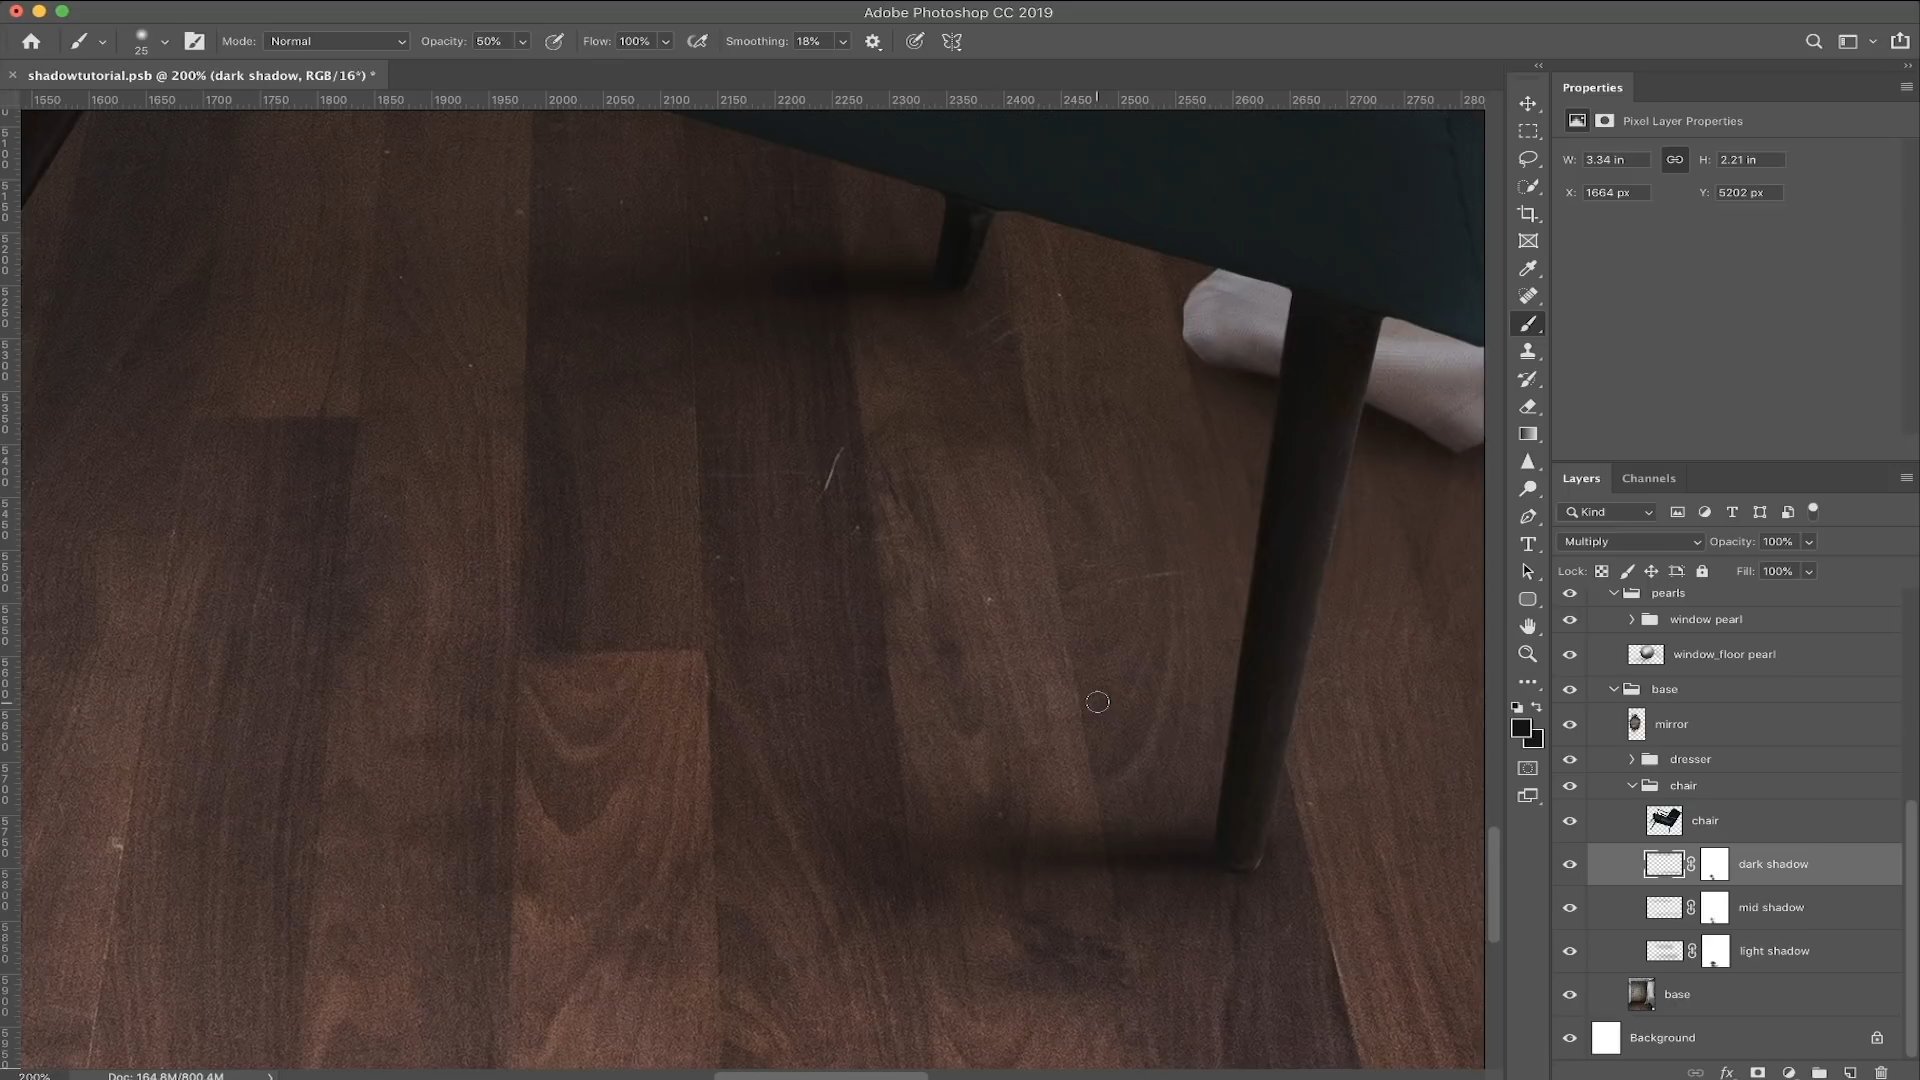 Adobe Photoshop CC 2019
25
Mode: Normal
Opacity: 50%
Flow: 100%
Smoothing: 18%
shadowtutorial.psb @ 200% (dark shadow, RGB/16*) *
1550 1600 1650 1700 1750 1800 1850 1900 1950 2000 2050 2100 2150 2200 2250 2300 2350 2400 2450 2500 2550 2600 2650 2700 2750 280
Properties
Pixel Layer Properties
W: 3.34 in
H: 2.21 in
X: 1664 px
Y: 5202 px
Layers
Channels
Kind
Multiply
Opacity: 100%
Lock:
Fill: 100%
pearls
window pearl
window_floor pearl
base
mirror
dresser
chair
chair
dark shadow
mid shadow
light shadow
base
Background
fx
200%
Doc: 164.8M/800.4M